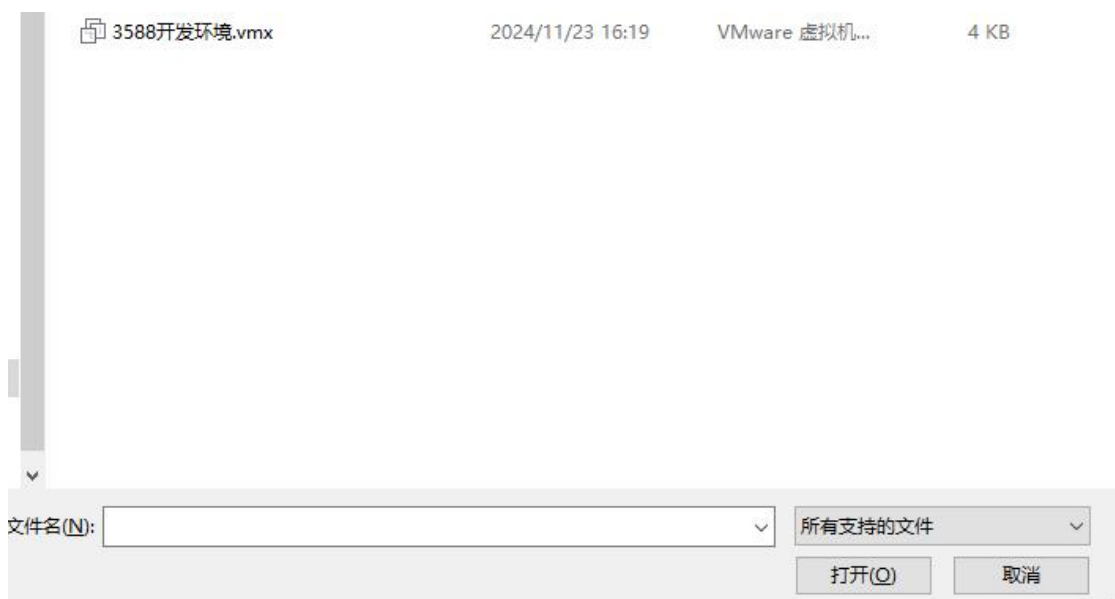 3588开发环境.vmx 2024/11/23 16:19 VMware 虚拟机... 4 KB
文件名(N): 所有支持的文件
打开(O) 取消